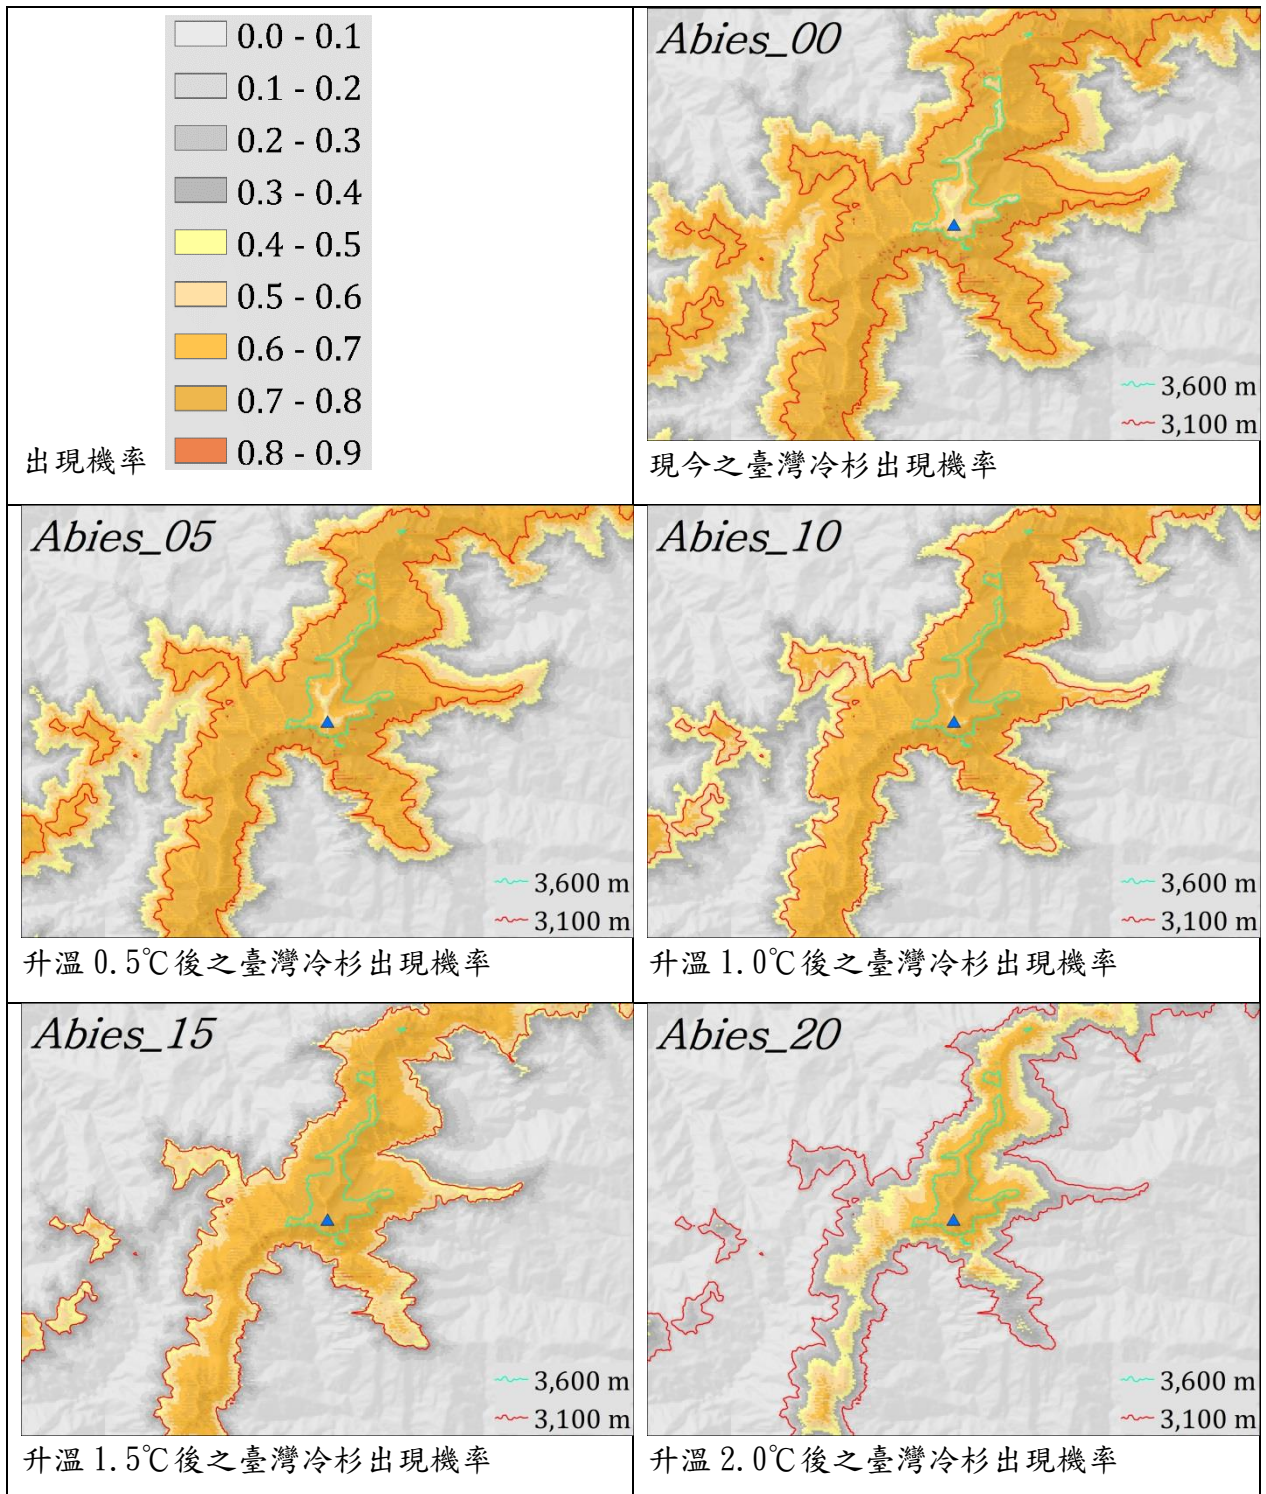 0.0 - 0.1
0.1 - 0.2
0.2 - 0.3
0.3 - 0.4
0.4 - 0.5
0.5 - 0.6
0.6 - 0.7
0.7 - 0.8
0.8 - 0.9
出現機率
Abies_00
3,600 m
3,100 m
現今之臺灣冷杉出現機率
Abies_05
3,600 m
3,100 m
升溫 0.5℃後之臺灣冷杉出現機率
Abies_10
3,600 m
3,100 m
升溫 1.0℃後之臺灣冷杉出現機率
Abies_15
3,600 m
3,100 m
升溫 1.5℃後之臺灣冷杉出現機率
Abies_20
3,600 m
3,100 m
升溫 2.0℃後之臺灣冷杉出現機率